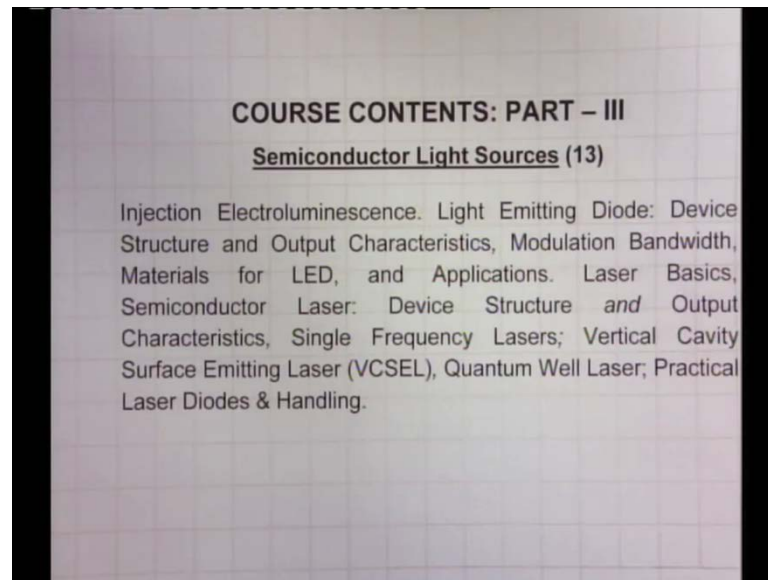 COURSE CONTENTS: PART – III
Semiconductor Light Sources (13)
Injection Electroluminescence. Light Emitting Diode: Device
Structure and Output Characteristics, Modulation Bandwidth,
Materials for LED, and Applications. Laser Basics,
Semiconductor Laser: Device Structure and Output
Characteristics, Single Frequency Lasers; Vertical Cavity
Surface Emitting Laser (VCSEL), Quantum Well Laser; Practical
Laser Diodes & Handling.